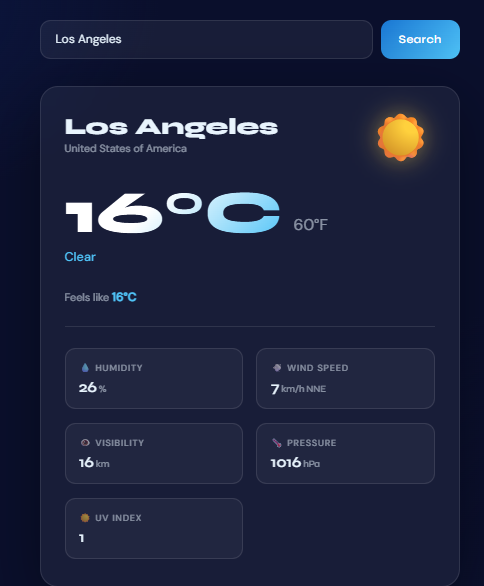 Los Angeles
Search
Los Angeles
United States of America
16°C 60°F
Clear
Feels like 16°C
HUMIDITY
26 %
WIND SPEED
7 km/h NNE
VISIBILITY
16 km
PRESSURE
1016 hPa
UV INDEX
1